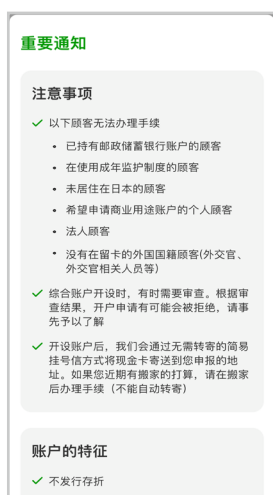 重要通知
注意事项
以下顾客无法办理手续
已持有邮政储蓄银行账户的顾客
在使用成年监护制度的顾客
未居住在日本的顾客
希望申请商业用途账户的个人顾客
法人顾客
没有在留卡的外国国籍顾客(外交官、
外交官相关人员等)
综合账户开设时，有时需要审查。根据审
查结果，开户申请有可能会被拒绝，请事
先予以了解
开设账户后，我们会通过无需转寄的简易
挂号信方式将现金卡寄送到您申报的地
址。如果您近期有搬家的打算，请在搬家
后办理手续（不能自动转寄）
账户的特征
不发行存折